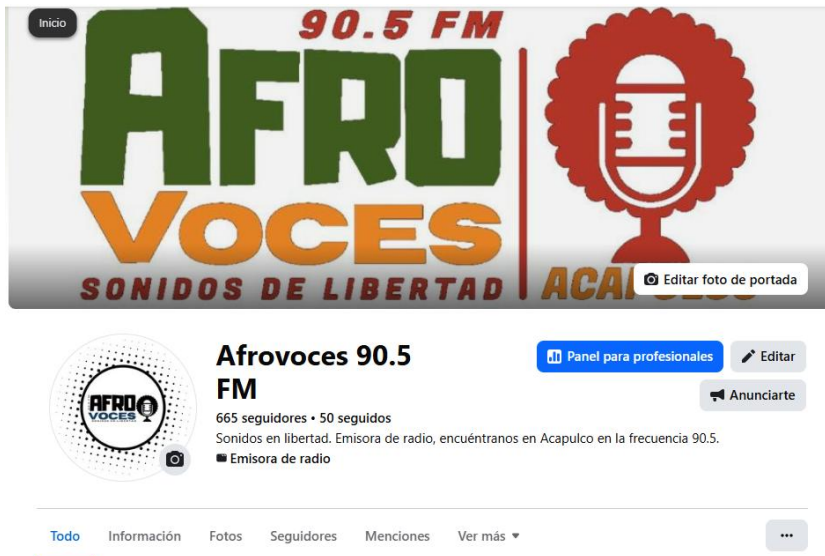 Inicio
90.5 FM
AFRO
VOCES
SONIDOS DE LIBERTAD
Editar foto de portada
AFRO
VOCES
Afrovoces 90.5
FM
665 seguidores • 50 seguidos
Sonidos en libertad. Emisora de radio, encuéntranos en Acapulco en la frecuencia 90.5.
Emisora de radio
Panel para profesionales
Editar
Anunciarte
Todo Información Fotos Seguidores Menciones Ver más